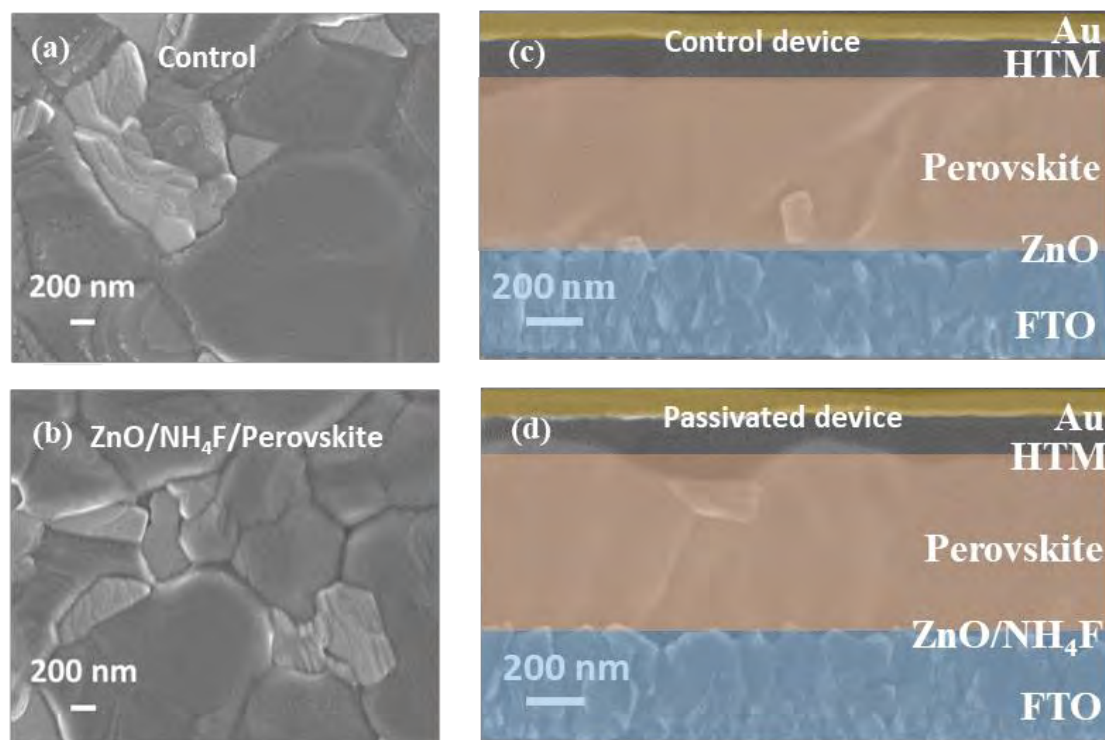 (a)
Control
200 nm
(c)
Control device
Au
HTM
Perovskite
ZnO
200 nm
FTO
(b)
ZnO/NH₄F/Perovskite
200 nm
(d)
Passivated device
Au
HTM
Perovskite
ZnO/NH₄F
200 nm
FTO